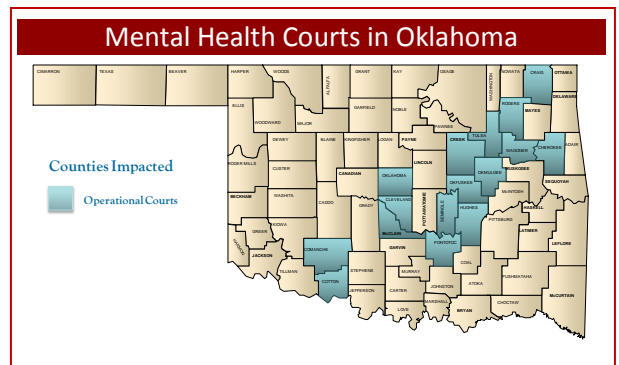 Mental Health Courts in Oklahoma
CIMARRON
TEXAS
BEAVER
HARPER
WOODS
ALFALFA
GRANT
KAY
OSAGE
WASHINGTON
NOWATA
CRAIG
OTTAWA
ELLIS
WOODWARD
MAJOR
GARFIELD
NOBLE
PAWNEE
ROGERS
MAYES
DELAWARE
TULSA
ROGER MILLS
DEWEY
BLAINE
KINGFISHER
LOGAN
PAYNE
CREEK
WAGONER
CHEROKEE
ADAIR
Counties Impacted
Operational Courts
CUSTER
CANADIAN
OKLAHOMA
LINCOLN
OKFUSKEE
OKMULGEE
MUSKOGEE
SEQUOYAH
MCINTOSH
BECKHAM
WASHITA
CADDO
GRADY
CLEVELAND
POTTAWATOMIE
SEMINOLE
HUGHES
HASKELL
PITTSBURG
LATIMER
LEFLORE
GREER
KIOWA
MCCLAIN
JACKSON
COMANCHE
GARVIN
PONTOTOC
COAL
PUSHMATAHA
TILLMAN
COTTON
STEPHENS
MURRAY
JOHNSTON
ATOKA
JEFFERSON
CARTER
LOVE
MARSHALL
BRYAN
CHOCTAW
McCURTAIN